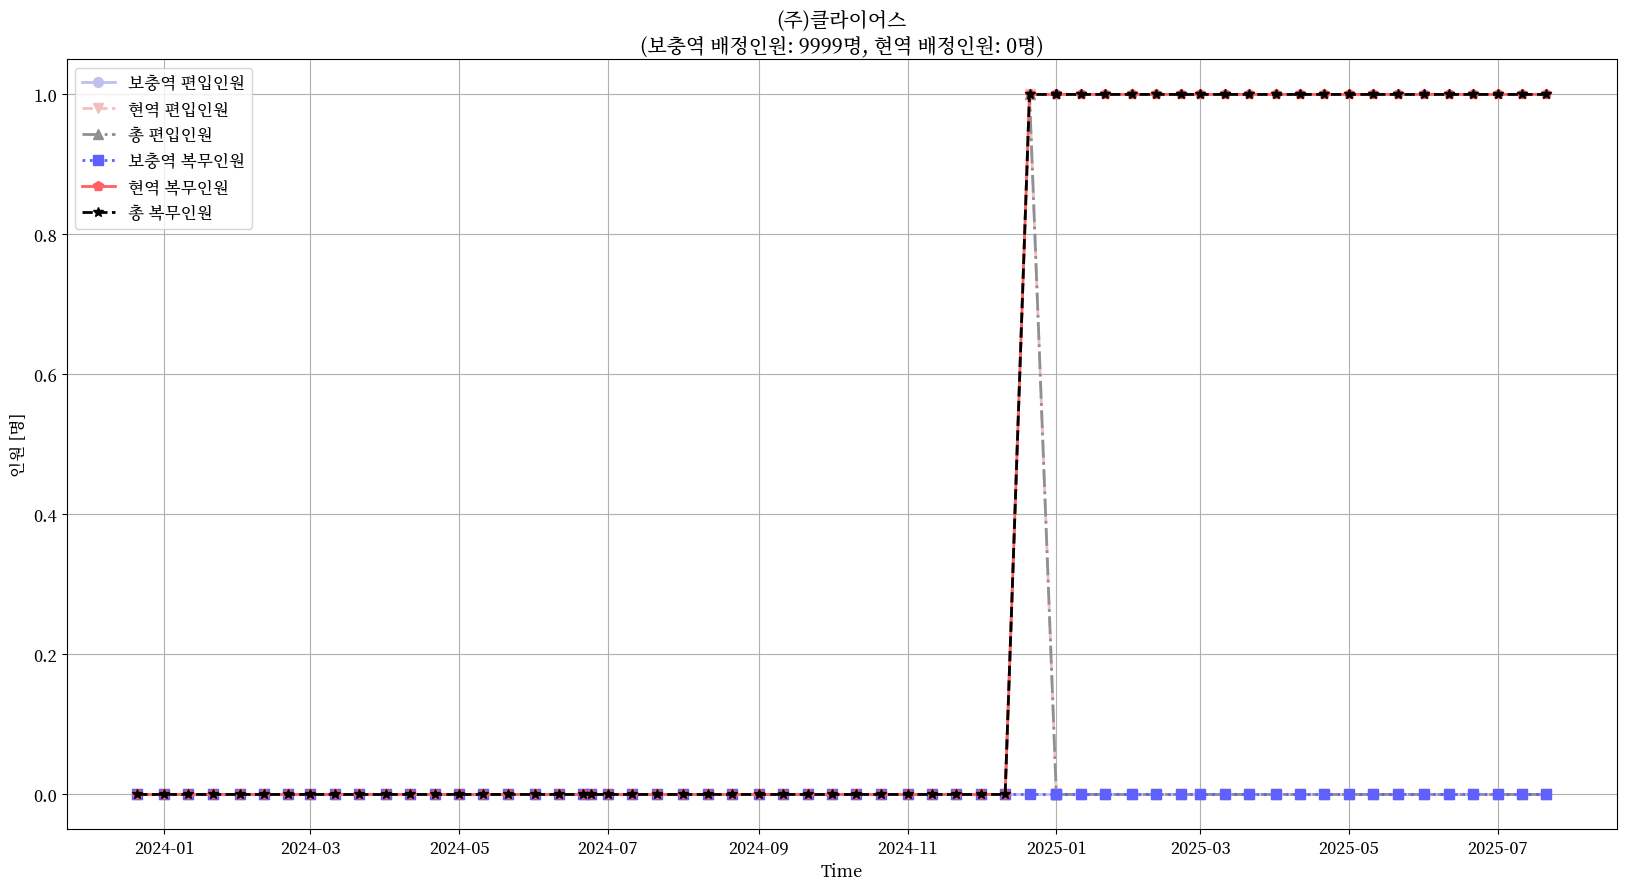 (주)클라이어스
(보충역 배정인원: 9999명, 현역 배정인원: 0명)
보충역 편입인원
현역 편입인원
총 편입인원
보충역 복무인원
현역 복무인원
총 복무인원
1.0
0.8
0.6
0.4
0.2
0.0
인원 [명]
2024-01
2024-03
2024-05
2024-07
2024-09
2024-11
2025-01
2025-03
2025-05
2025-07
Time